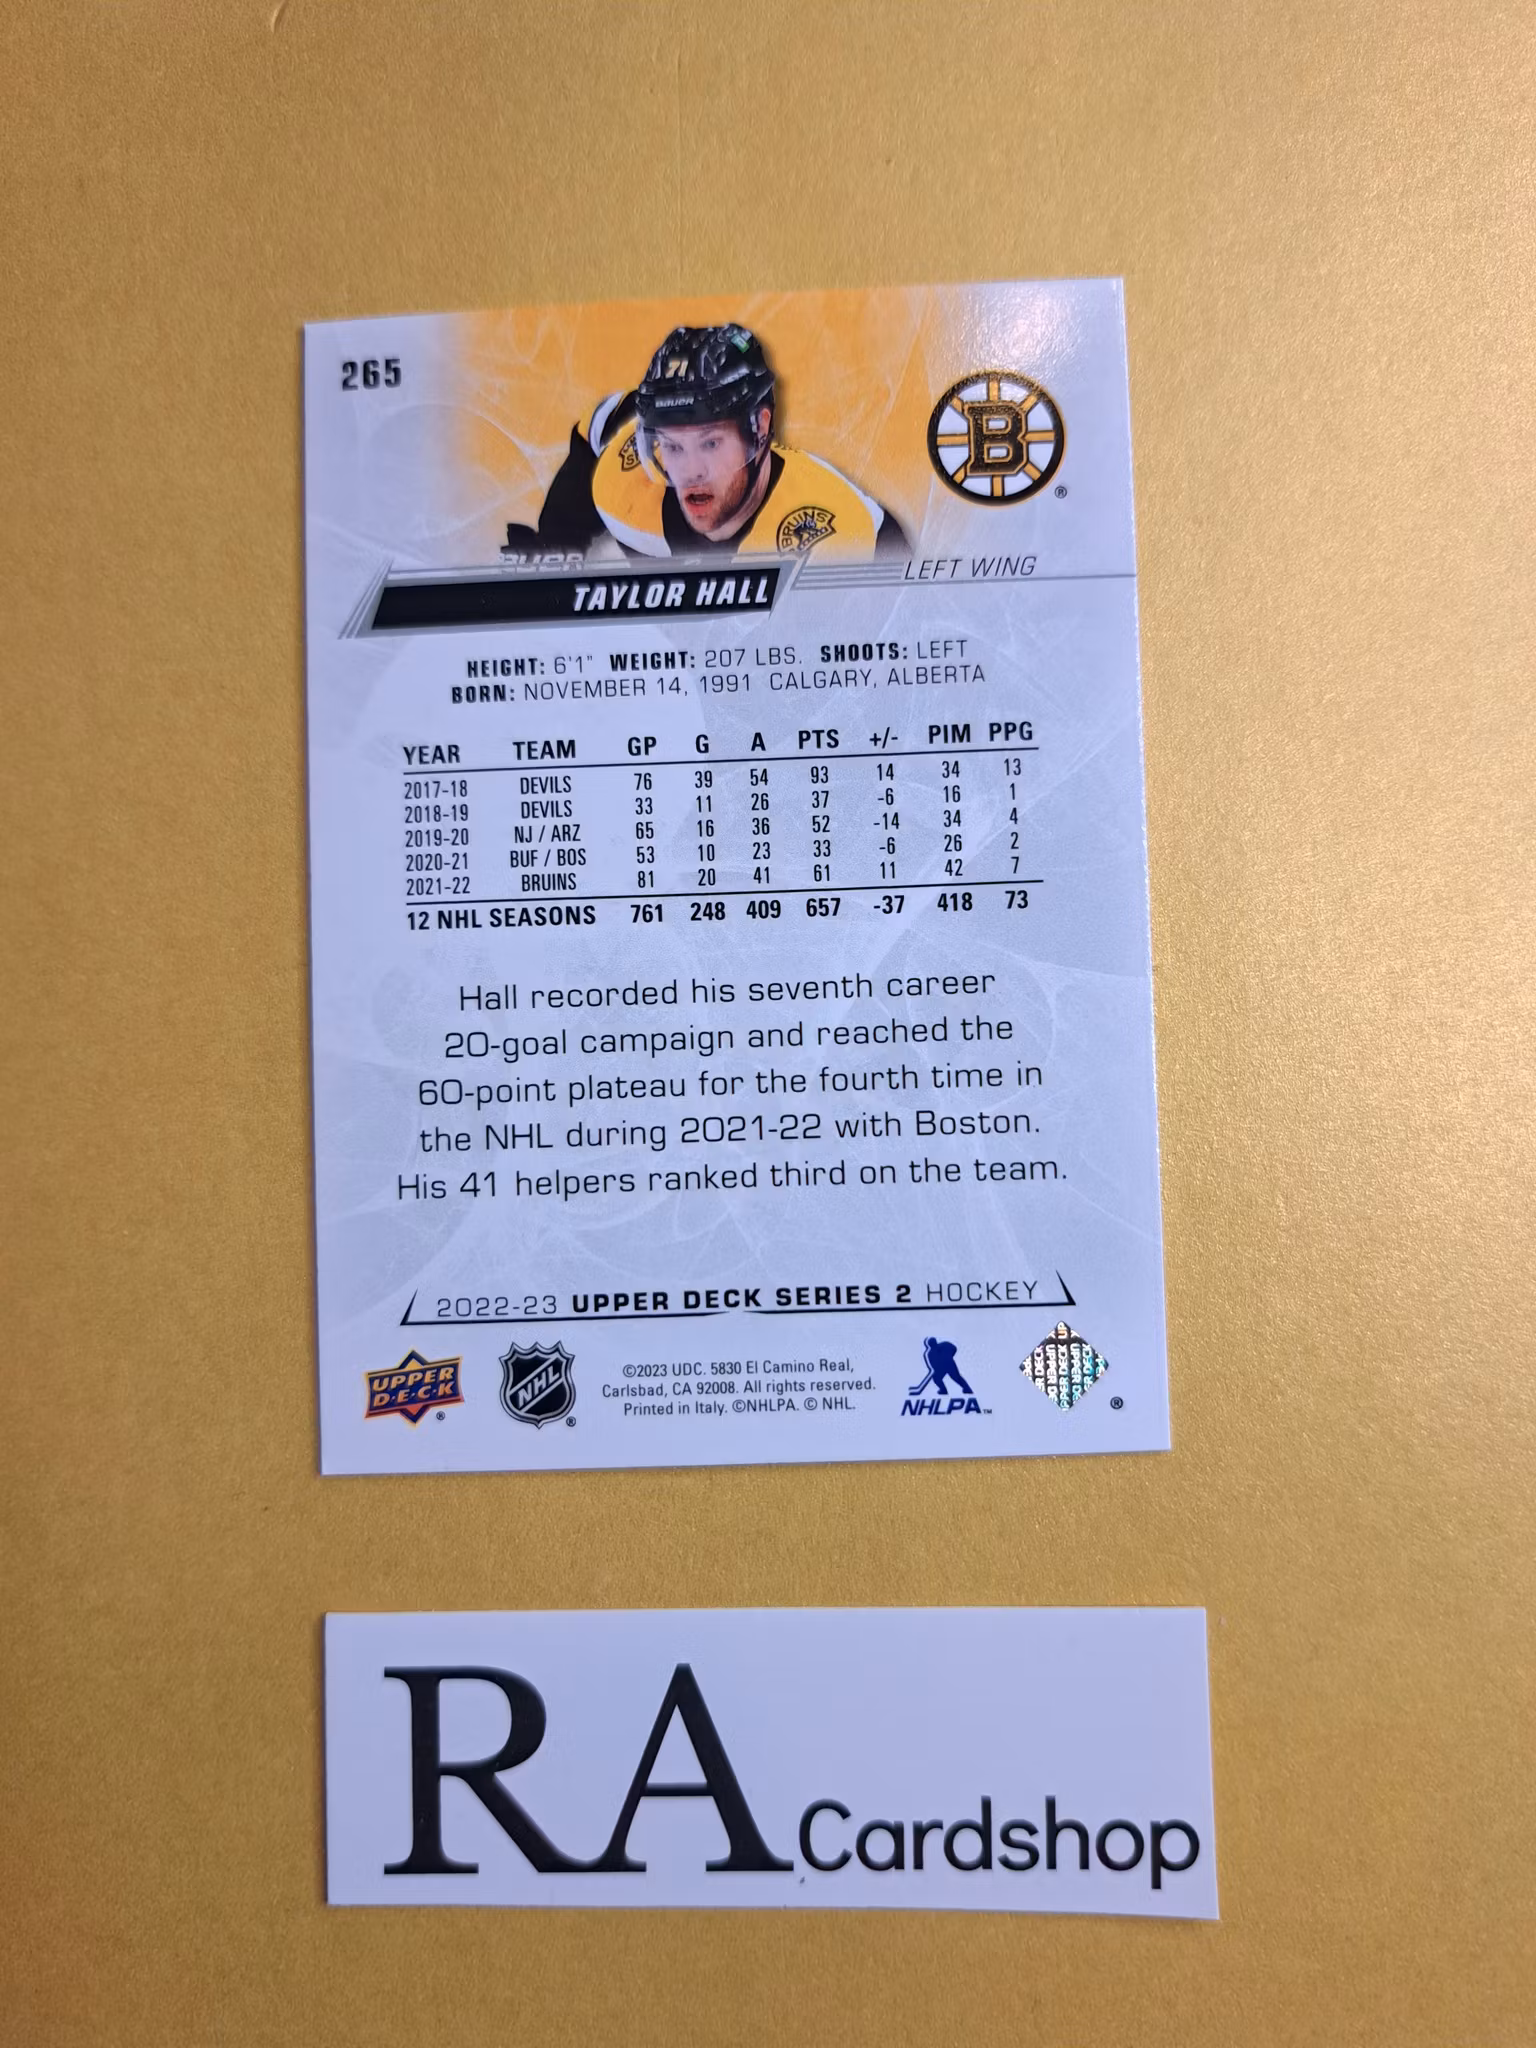 265
71
BAUER
BRUINS
B
®
BAUER
TAYLOR HALL
LEFT WING
HEIGHT: 6'1" WEIGHT: 207 LBS. SHOOTS: LEFT
BORN: NOVEMBER 14, 1991 CALGARY, ALBERTA
YEAR TEAM GP G A PTS +/- PIM PPG
2017-18 DEVILS 76 39 54 93 14 34 13
2018-19 DEVILS 33 11 26 37 -6 16 1
2019-20 NJ / ARZ 65 16 36 52 -14 34 4
2020-21 BUF / BOS 53 10 23 33 -6 26 2
2021-22 BRUINS 81 20 41 61 11 42 7
12 NHL SEASONS 761 248 409 657 -37 418 73
Hall recorded his seventh career
20-goal campaign and reached the
60-point plateau for the fourth time in
the NHL during 2021-22 with Boston.
His 41 helpers ranked third on the team.
2022-23 UPPER DECK SERIES 2 HOCKEY
UPPER
D·E·C·K
®
NHL
®
©2023 UDC. 5830 El Camino Real,
Carlsbad, CA 92008. All rights reserved.
Printed in Italy. ©NHLPA. © NHL.
NHLPA™
UPPER DECK
®
RA Cardshop